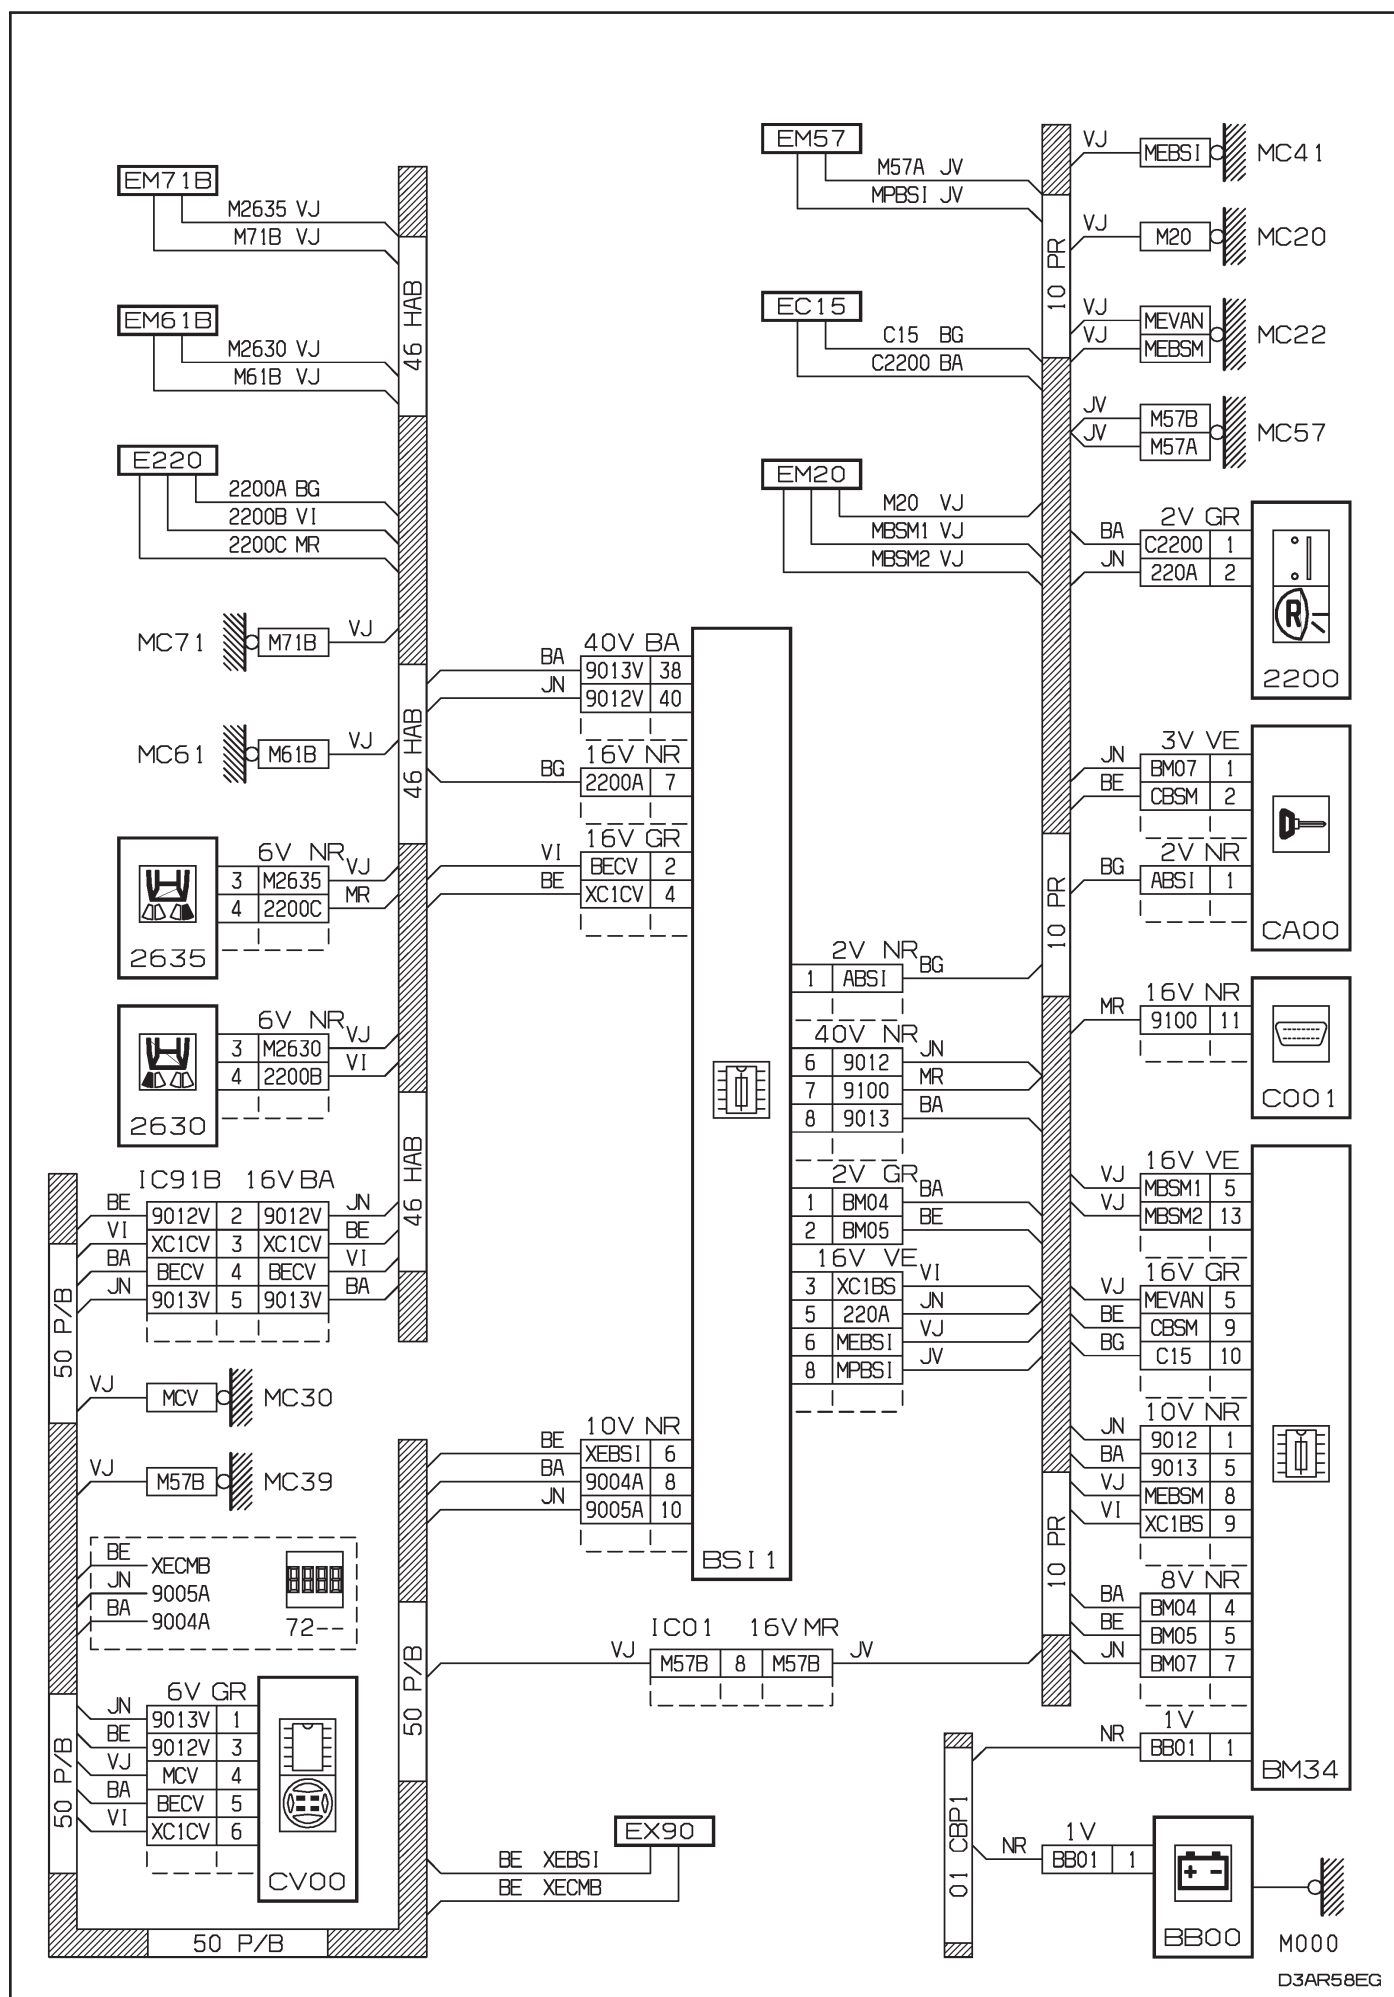 EM71B
M2635 VJ
M71B VJ
EM61B
M2630 VJ
M61B VJ
E220
2200A BG
2200B VI
2200C MR
46 HAB
MC71 M71B VJ
MC61 M61B VJ
46 HAB
6V NR
3 M2635 VJ
4 2200C MR
2635
6V NR
3 M2630 VJ
4 2200B VI
2630
46 HAB
IC91B 16V BA
BE 9012V 2 9012V JN
VI XC1CV 3 XC1CV BE
BA BECV 4 BECV VI
JN 9013V 5 9013V BA
50 P/B
VJ MCV MC30
VJ M57B MC39
BE XECMB
JN 9005A
BA 9004A
72--
6V GR
JN 9013V 1
BE 9012V 3
VJ MCV 4
BA BECV 5
VI XC1CV 6
CV00
50 P/B
50 P/B
50 P/B
EM57
M57A JV
MPBSI JV
EC15
C15 BG
C2200 BA
EM20
M20 VJ
MBSM1 VJ
MBSM2 VJ
40V BA
BA 9013V 38
JN 9012V 40
16V NR
BG 2200A 7
16V GR
VI BECV 2
BE XC1CV 4
10V NR
BE XEBSI 6
BA 9004A 8
JN 9005A 10
BSI1
2V NR
1 ABSI BG
40V NR
6 9012 JN
7 9100 MR
8 9013 BA
2V GR
1 BM04 BA
2 BM05 BE
16V VE
3 XC1BS VI
5 220A JN
6 MEBSI VJ
8 MPBSI JV
IC01 16V MR
VJ M57B 8 M57B JV
EX90
BE XEBSI
BE XECMB
10 PR
10 PR
10 PR
VJ MEBSI MC41
VJ M20 MC20
VJ MEVAN
VJ MEBSM
MC22
JV M57B
JV M57A
MC57
2V GR
BA C2200 1
JN 220A 2
R
2200
3V VE
JN BM07 1
BE CBSM 2
2V NR
BG ABSI 1
CA00
16V NR
MR 9100 11
C001
16V VE
VJ MBSM1 5
VJ MBSM2 13
16V GR
VJ MEVAN 5
BE CBSM 9
BG C15 10
10V NR
JN 9012 1
BA 9013 5
VJ MEBSM 8
VI XC1BS 9
8V NR
BA BM04 4
BE BM05 5
JN BM07 7
1V
NR BB01 1
BM34
01 CBP1
1V
NR BB01 1
+ -
BB00
M000
D3AR58EG